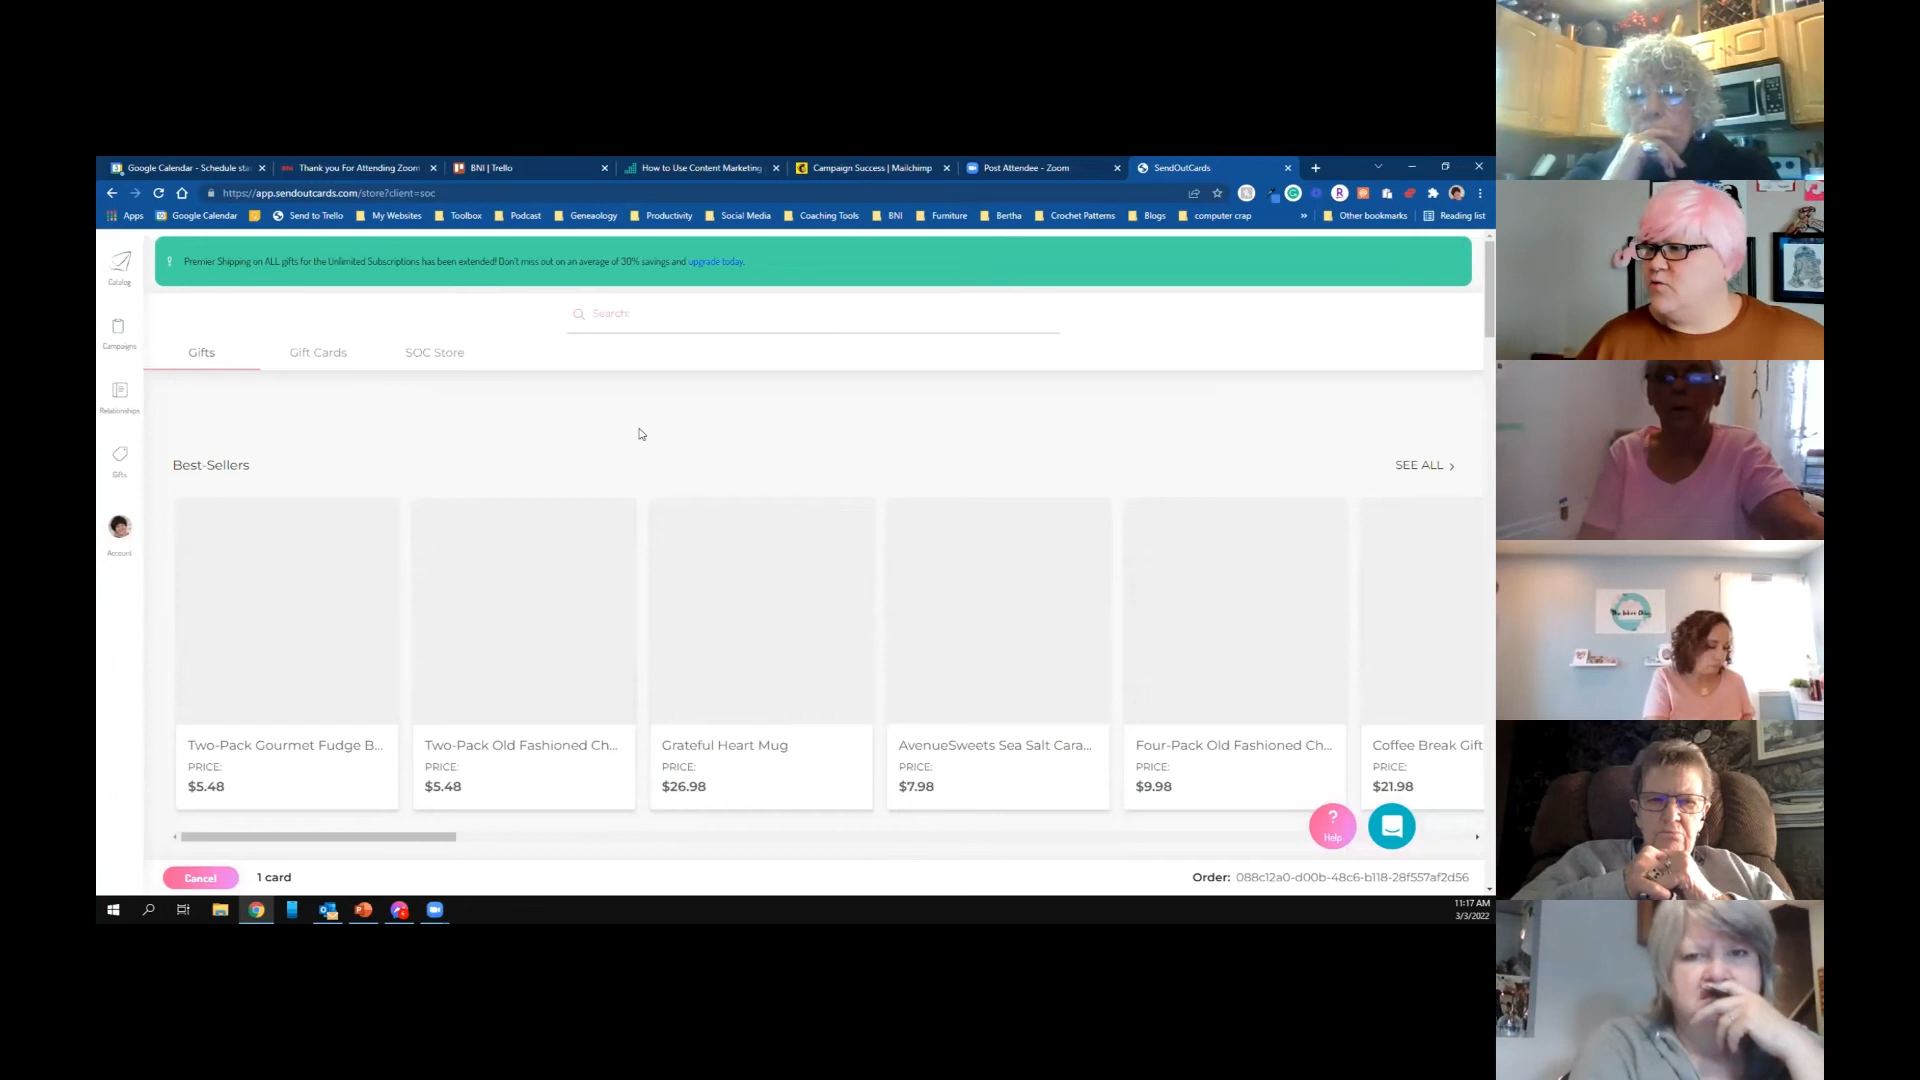 Google Calendar - Schedule sta
Thank you For Attending Zoom
BNI | Trello
How to Use Content Marketing
Campaign Success | Mailchimp
Post Attendee - Zoom
SendOutCards
https://app.sendoutcards.com/store?client=soc
Apps
Google Calendar
Send to Trello
My Websites
Toolbox
Podcast
Geneaology
Productivity
Social Media
Coaching Tools
BNI
Furniture
Bertha
Crochet Patterns
Blogs
computer crap
»
Other bookmarks
Reading list
Premier Shipping on ALL gifts for the Unlimited Subscriptions has been extended! Don't miss out on an average of 30% savings and upgrade today.
Catalog
Campaigns
Relationships
Gifts
Account
Search:
Gifts
Gift Cards
SOC Store
Best-Sellers
SEE ALL
Two-Pack Gourmet Fudge B...
PRICE:
$5.48
Two-Pack Old Fashioned Ch...
PRICE:
$5.48
Grateful Heart Mug
PRICE:
$26.98
AvenueSweets Sea Salt Cara...
PRICE:
$7.98
Four-Pack Old Fashioned Ch...
PRICE:
$9.98
Coffee Break Gift
PRICE:
$21.98
?
Help
Cancel
1 card
Order: 088c12a0-d00b-48c6-b118-28f557af2d56
11:17 AM
3/3/2022